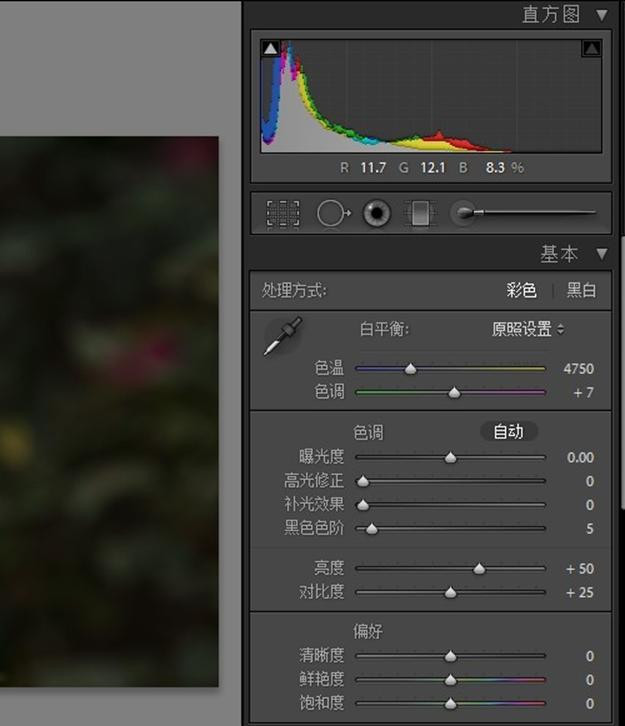 直方图
R 11.7 G 12.1 B 8.3 %
基本
处理方式: 彩色 黑白
白平衡: 原照设置
色温 4750
色调 +7
色调 自动
曝光度 0.00
高光修正 0
补光效果 0
黑色色阶 5
亮度 +50
对比度 +25
偏好
清晰度 0
鲜艳度 0
饱和度 0